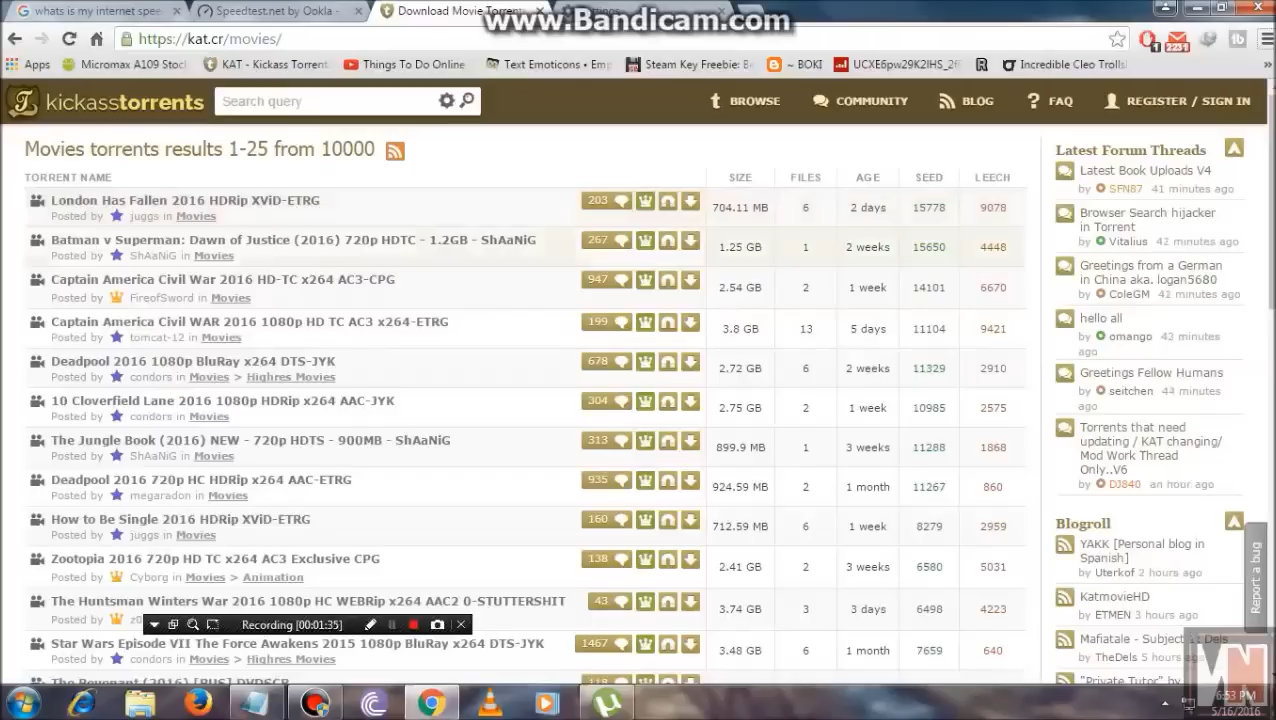 whats is my internet spee
Speedtest.net by Ookla -
Download Movie Torren
www.Bandicam.com
https://kat.cr/movies/
2231
Apps
Micromax A109 Stoc
KAT - Kickass Torrent
Things To Do Online
Text Emoticons • Emp
Steam Key Freebie: B
~ BOKI
UCXE6pw29K2IHS_2f
Incredible Cleo Trolls
kickasstorrents
Search query
BROWSE
COMMUNITY
BLOG
FAQ
REGISTER / SIGN IN
Movies torrents results 1-25 from 10000
TORRENT NAME SIZE FILES AGE SEED LEECH
London Has Fallen 2016 HDRip XViD-ETRG 203 704.11 MB 6 2 days 15778 9078
Posted by juggs in Movies
Batman v Superman: Dawn of Justice (2016) 720p HDTC - 1.2GB - ShAaNiG 267 1.25 GB 1 2 weeks 15650 4448
Posted by ShAaNiG in Movies
Captain America Civil War 2016 HD-TC x264 AC3-CPG 947 2.54 GB 2 1 week 14101 6670
Posted by FireofSword in Movies
Captain America Civil WAR 2016 1080p HD TC AC3 x264-ETRG 199 3.8 GB 13 5 days 11104 9421
Posted by tomcat-12 in Movies
Deadpool 2016 1080p BluRay x264 DTS-JYK 678 2.72 GB 6 2 weeks 11329 2910
Posted by condors in Movies > Highres Movies
10 Cloverfield Lane 2016 1080p HDRip x264 AAC-JYK 304 2.75 GB 2 1 week 10985 2575
Posted by condors in Movies
The Jungle Book (2016) NEW - 720p HDTS - 900MB - ShAaNiG 313 899.9 MB 1 3 weeks 11288 1868
Posted by ShAaNiG in Movies
Deadpool 2016 720p HC HDRip x264 AAC-ETRG 935 924.59 MB 2 1 month 11267 860
Posted by megaradon in Movies
How to Be Single 2016 HDRip XViD-ETRG 160 712.59 MB 6 1 week 8279 2959
Posted by juggs in Movies
Zootopia 2016 720p HD TC x264 AC3 Exclusive CPG 138 2.41 GB 2 3 weeks 6580 5031
Posted by Cyborg in Movies > Animation
The Huntsman Winters War 2016 1080p HC WEBRip x264 AAC2 0-STUTTERSHIT 43 3.74 GB 3 3 days 6498 4223
Posted by
Recording [00:01:35]
Star Wars Episode VII The Force Awakens 2015 1080p BluRay x264 DTS-JYK 1467 3.48 GB 6 1 month 7659 640
Posted by condors in Movies > Highres Movies
Latest Forum Threads
Latest Book Uploads V4
by SFN87 41 minutes ago
Browser Search hijacker
in Torrent
by Vitalius 42 minutes ago
Greetings from a German
in China aka. logan5680
by ColeGM 42 minutes ago
hello all
by omango 42 minutes
ago
Greetings Fellow Humans
by seitchen 44 minutes
ago
Torrents that need
updating / KAT changing/
Mod Work Thread
Only..V6
by DJ840 an hour ago
Blogroll
YAKK [Personal blog in
Spanish]
by Uterkof 2 hours ago
KatmovieHD
by ETMEN 3 hours ago
Mafiatale - Subject : Dels
by TheDels 5 hours
"Private Tutor" by
Report a bug
6:53 PM
5/16/2016